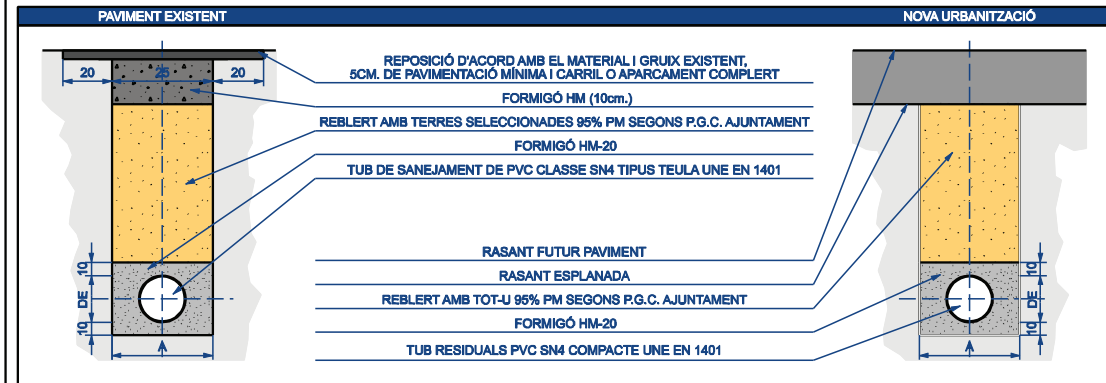 PAVIMENT EXISTENT
NOVA URBANITZACIÓ
REPOSICIÓ D'ACORD AMB EL MATERIAL I GRUIX EXISTENT,
5CM. DE PAVIMENTACIÓ MÍNIMA I CARRIL O APARCAMENT COMPLERT
20
25
20
FORMIGÓ HM (10cm.)
REBLERT AMB TERRES SELECCIONADES 95% PM SEGONS P.G.C. AJUNTAMENT
FORMIGÓ HM-20
TUB DE SANEJAMENT DE PVC CLASSE SN4 TIPUS TEULA UNE EN 1401
RASANT FUTUR PAVIMENT
RASANT ESPLANADA
REBLERT AMB TOT-U 95% PM SEGONS P.G.C. AJUNTAMENT
FORMIGÓ HM-20
TUB RESIDUALS PVC SN4 COMPACTE UNE EN 1401
10
DE
10
A
10
DE
10
A